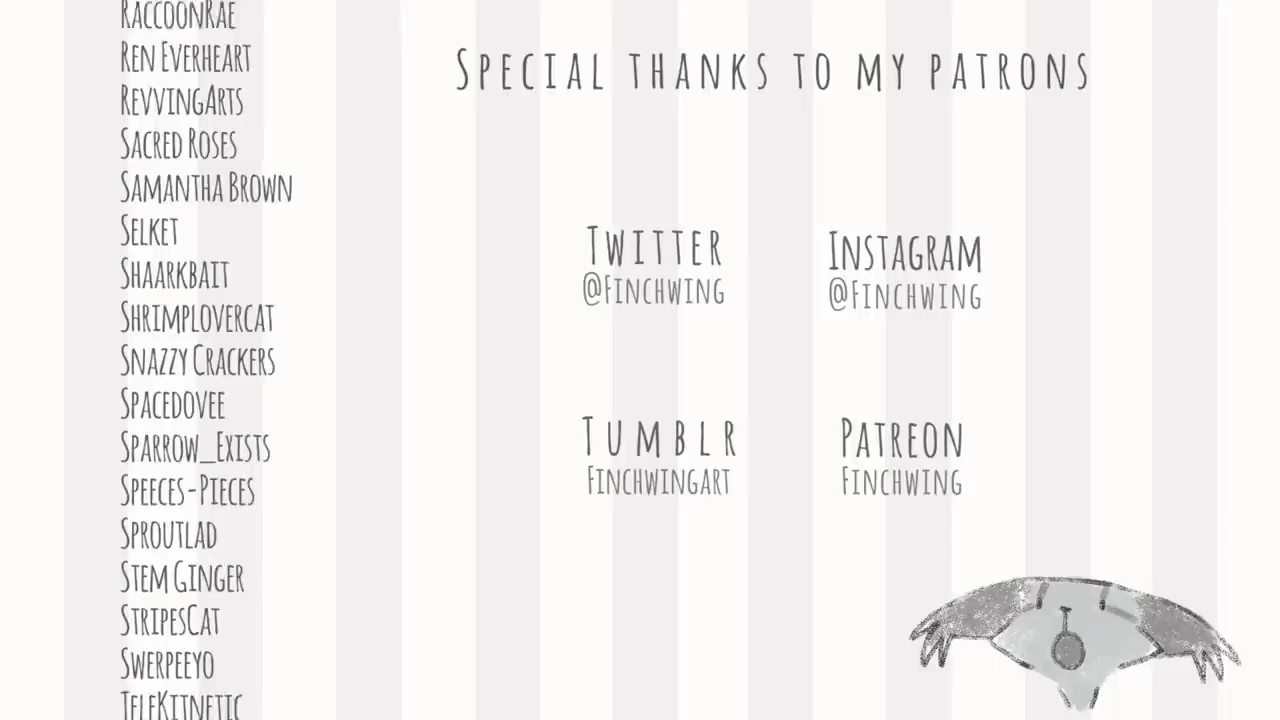 RaccoonRae
Ren Everheart
RevvingArts
Sacred Roses
Samantha Brown
Selket
Shaarkbait
Shrimplovercat
Snazzy Crackers
Spacedovee
Sparrow_Exists
Speeces-Pieces
Sproutlad
Stem Ginger
StripesCat
Swerpeeyo
TeleKitnetic
Special thanks to my patrons
Twitter
@Finchwing
Instagram
@Finchwing
Tumblr
Finchwingart
Patreon
Finchwing